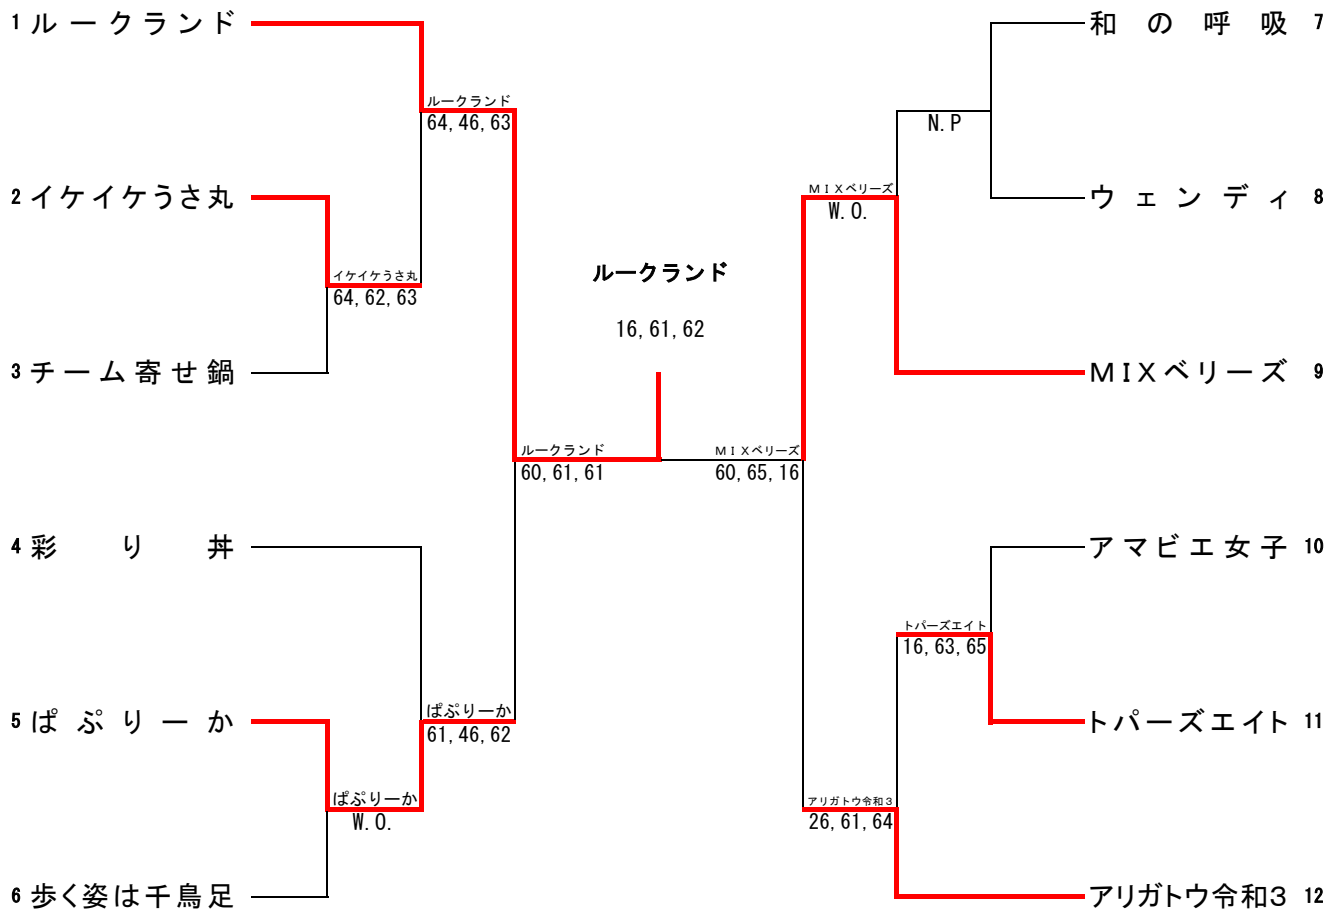 1 ルークランド
ルークランド
64, 46, 63
2 イケイケうさ丸
イケイケうさ丸
64, 62, 63
3 チーム寄せ鍋
ルークランド
60, 61, 61
4 彩り丼
5 ぱぷりーか
ぱぷりーか
61, 46, 62
ぱぷりーか
W.O.
6 歩く姿は千鳥足
ルークランド
16, 61, 62
和の呼吸 7
N.P
ウェンディ 8
MIXベリーズ
W.O.
MIXベリーズ 9
MIXベリーズ
60, 65, 16
アマビエ女子 10
トパーズエイト
16, 63, 65
トパーズエイト 11
アリガトウ令和3
26, 61, 64
アリガトウ令和3 12